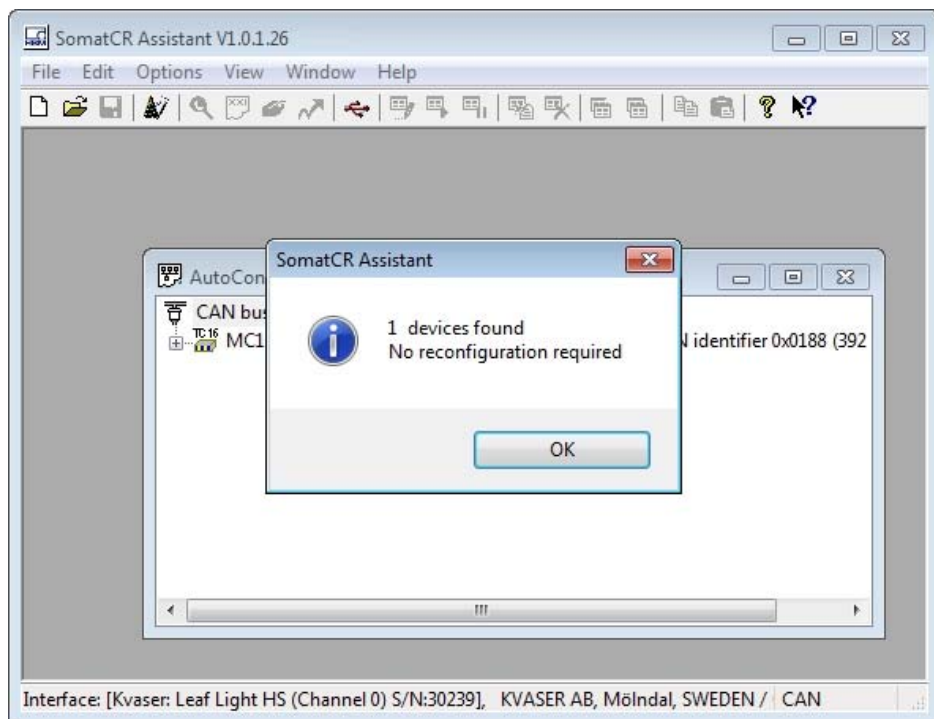 SomatCR Assistant V1.0.1.26
File Edit Options View Window Help
AutoCon
SomatCR Assistant
CAN bus
1 devices found
No reconfiguration required
TC 16
MC1
N identifier 0x0188 (392
OK
Interface: [Kvaser: Leaf Light HS (Channel 0) S/N:30239], KVASER AB, Mölndal, SWEDEN / CAN